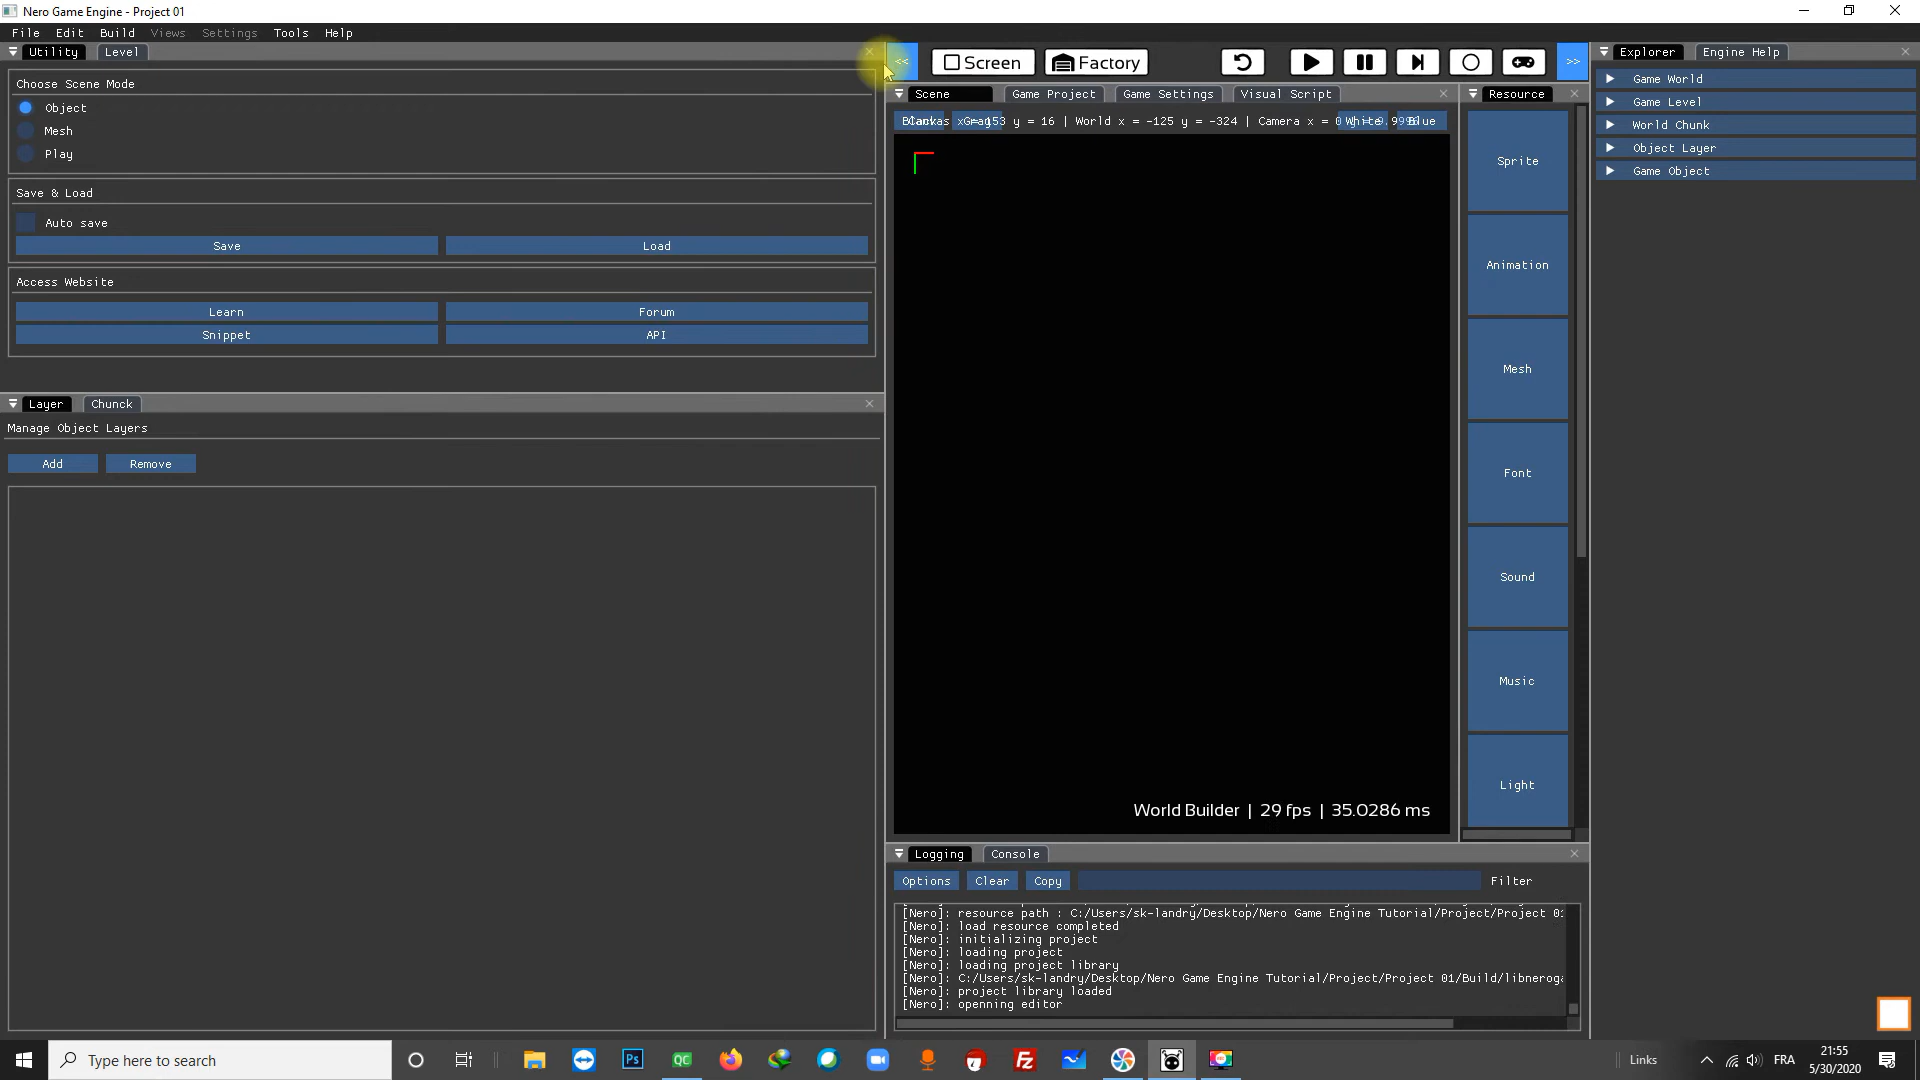 Nero Game Engine - Project 01
File Edit Build Views Settings Tools Help
Utility Level
Choose Scene Mode
Object
Mesh
Play
Save & Load
Auto save
Save Load
Access Website
Learn Forum
Snippet API
Layer Chunck
Manage Object Layers
Add Remove
<< Screen Factory >>
Scene Game Project Game Settings Visual Script
y = 16 | World x = -125 y = -324 | Camera x = 0 Blue
World Builder | 29 fps | 35.0286 ms
Resource
Sprite
Animation
Mesh
Font
Sound
Music
Light
Explorer Engine Help
Game World
Game Level
World Chunk
Object Layer
Game Object
Logging Console
Options Clear Copy Filter
[Nero]: resource path : C:/Users/sk-landry/Desktop/Nero Game Engine Tutorial/Project/Project 01
[Nero]: load resource completed
[Nero]: initializing project
[Nero]: loading project
[Nero]: loading project library
[Nero]: C:/Users/sk-landry/Desktop/Nero Game Engine Tutorial/Project/Project 01/Build/libneroga
[Nero]: project library loaded
[Nero]: openning editor
Type here to search
Links
FRA
21:55
5/30/2020